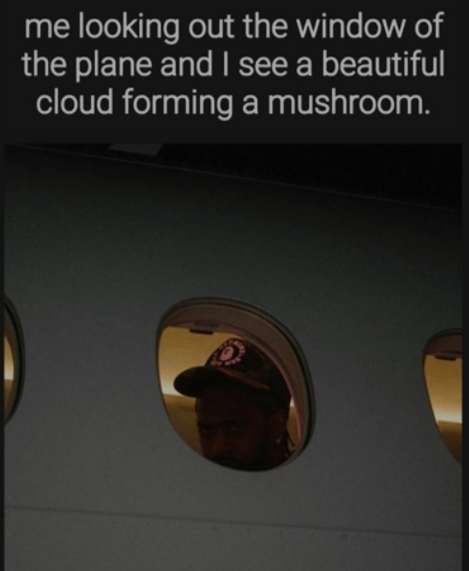 me looking out the window of
the plane and I see a beautiful
cloud forming a mushroom.